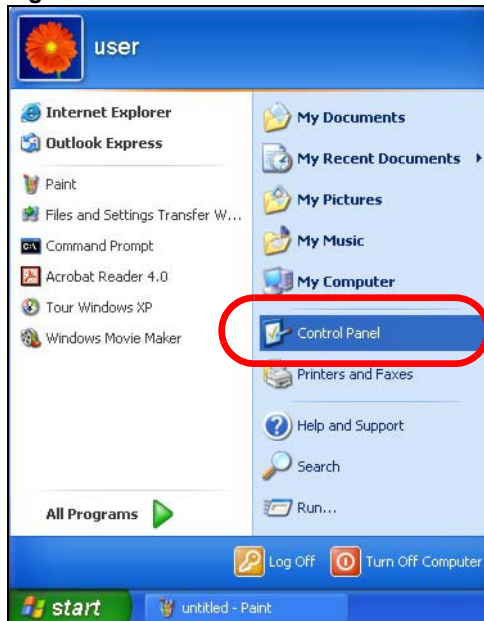 user
Internet Explorer
Outlook Express
Paint
Files and Settings Transfer W...
Command Prompt
Acrobat Reader 4.0
Tour Windows XP
Windows Movie Maker
All Programs
My Documents
My Recent Documents
My Pictures
My Music
My Computer
Control Panel
Printers and Faxes
Help and Support
Search
Run...
Log Off
Turn Off Computer
start
untitled - Paint